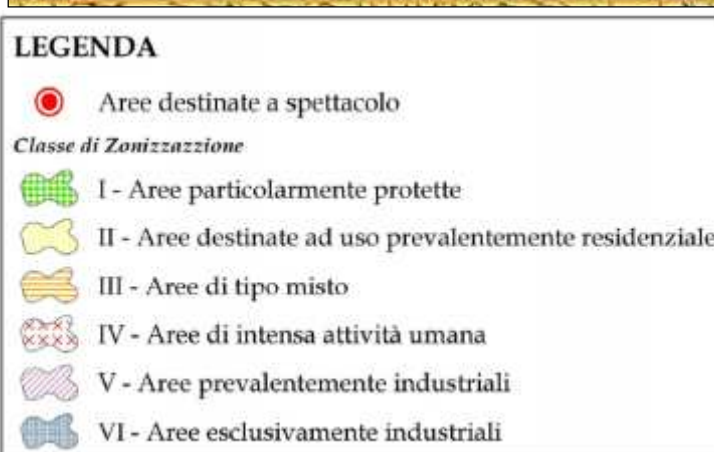 LEGENDA
Aree destinate a spettacolo
Classe di Zonizzazzione
I - Aree particolarmente protette
II - Aree destinate ad uso prevalentemente residenziale
III - Aree di tipo misto
IV - Aree di intensa attività umana
V - Aree prevalentemente industriali
VI - Aree esclusivamente industriali